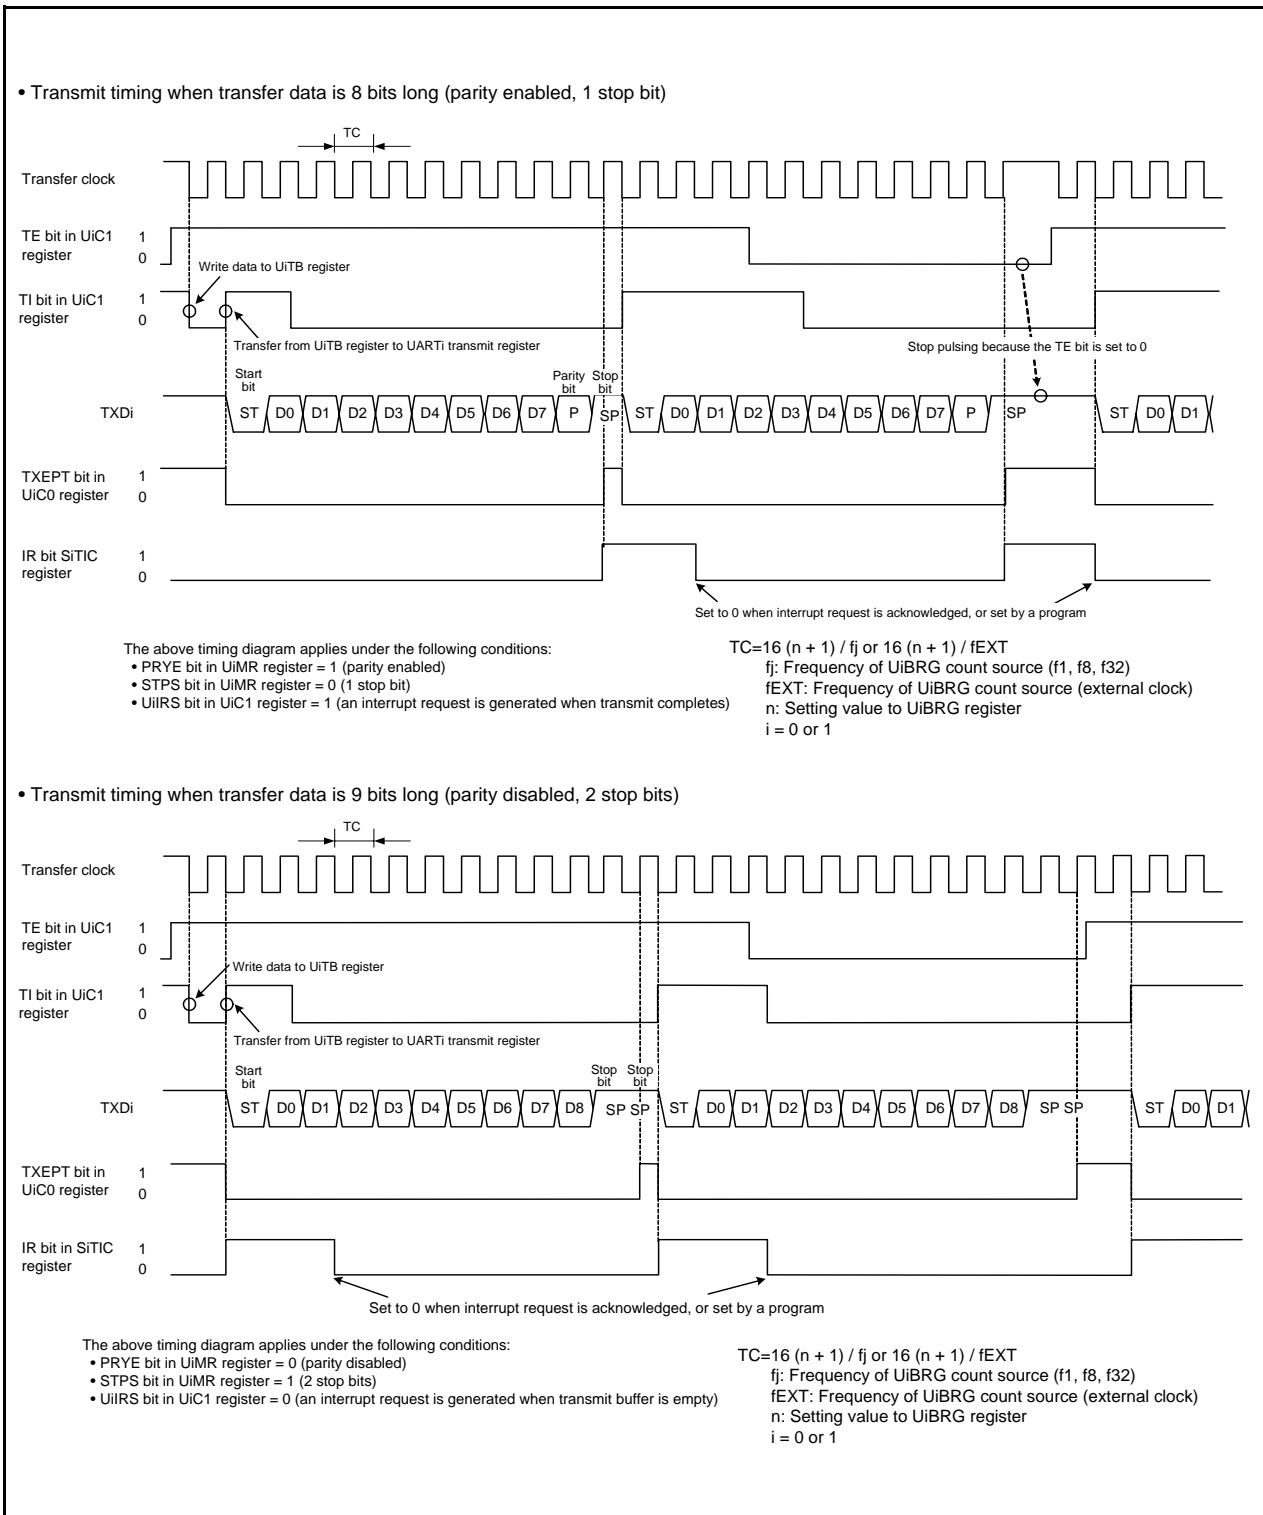 • Transmit timing when transfer data is 8 bits long (parity enabled, 1 stop bit)
TC
Transfer clock
TE bit in UiC1
register
1
0
Write data to UiTB register
TI bit in UiC1
register
1
0
Transfer from UiTB register to UARTi transmit register
Stop pulsing because the TE bit is set to 0
Start
bit
Parity
bit
Stop
bit
TXDi
ST D0 D1 D2 D3 D4 D5 D6 D7 P SP ST D0 D1 D2 D3 D4 D5 D6 D7 P SP ST D0 D1
TXEPT bit in
UiC0 register
1
0
IR bit SiTIC
register
1
0
Set to 0 when interrupt request is acknowledged, or set by a program
The above timing diagram applies under the following conditions:
• PRYE bit in UiMR register = 1 (parity enabled)
• STPS bit in UiMR register = 0 (1 stop bit)
• UiIRS bit in UiC1 register = 1 (an interrupt request is generated when transmit completes)
TC=16 (n + 1) / fj or 16 (n + 1) / fEXT
fj: Frequency of UiBRG count source (f1, f8, f32)
fEXT: Frequency of UiBRG count source (external clock)
n: Setting value to UiBRG register
i = 0 or 1
• Transmit timing when transfer data is 9 bits long (parity disabled, 2 stop bits)
TC
Transfer clock
TE bit in UiC1
register
1
0
Write data to UiTB register
TI bit in UiC1
register
1
0
Transfer from UiTB register to UARTi transmit register
Start
bit
Stop
bit
Stop
bit
TXDi
ST D0 D1 D2 D3 D4 D5 D6 D7 D8 SP SP ST D0 D1 D2 D3 D4 D5 D6 D7 D8 SP SP ST D0 D1
TXEPT bit in
UiC0 register
1
0
IR bit in SiTIC
register
1
0
Set to 0 when interrupt request is acknowledged, or set by a program
The above timing diagram applies under the following conditions:
• PRYE bit in UiMR register = 0 (parity disabled)
• STPS bit in UiMR register = 1 (2 stop bits)
• UiIRS bit in UiC1 register = 0 (an interrupt request is generated when transmit buffer is empty)
TC=16 (n + 1) / fj or 16 (n + 1) / fEXT
fj: Frequency of UiBRG count source (f1, f8, f32)
fEXT: Frequency of UiBRG count source (external clock)
n: Setting value to UiBRG register
i = 0 or 1